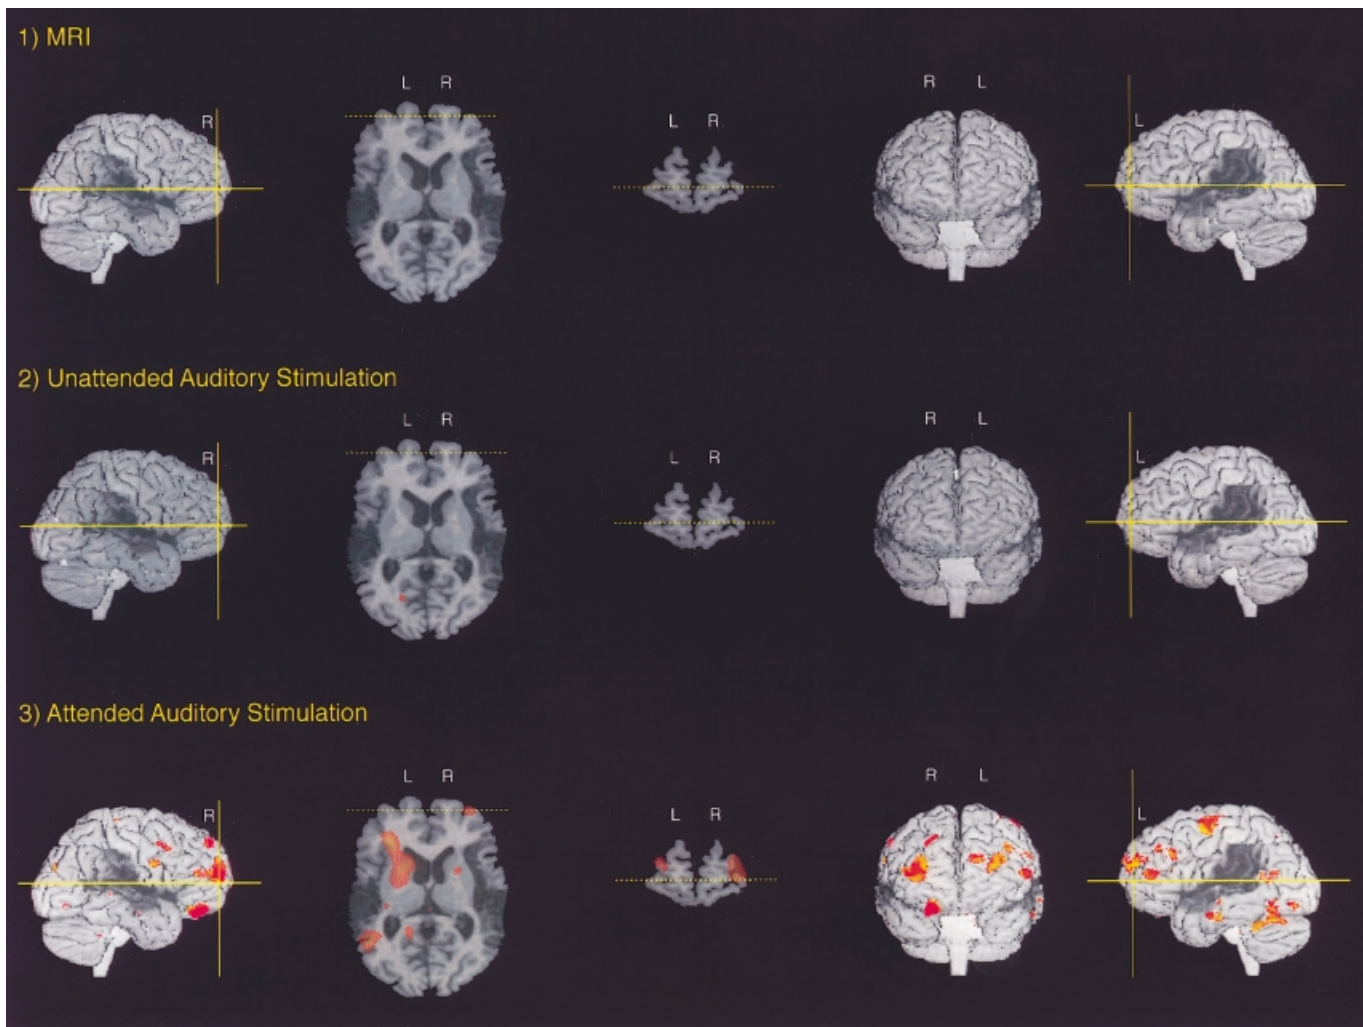 1) MRI
L R
R L
R
L R
L
2) Unattended Auditory Stimulation
L R
R L
R
L R
L
3) Attended Auditory Stimulation
L R
R L
R
L R
L